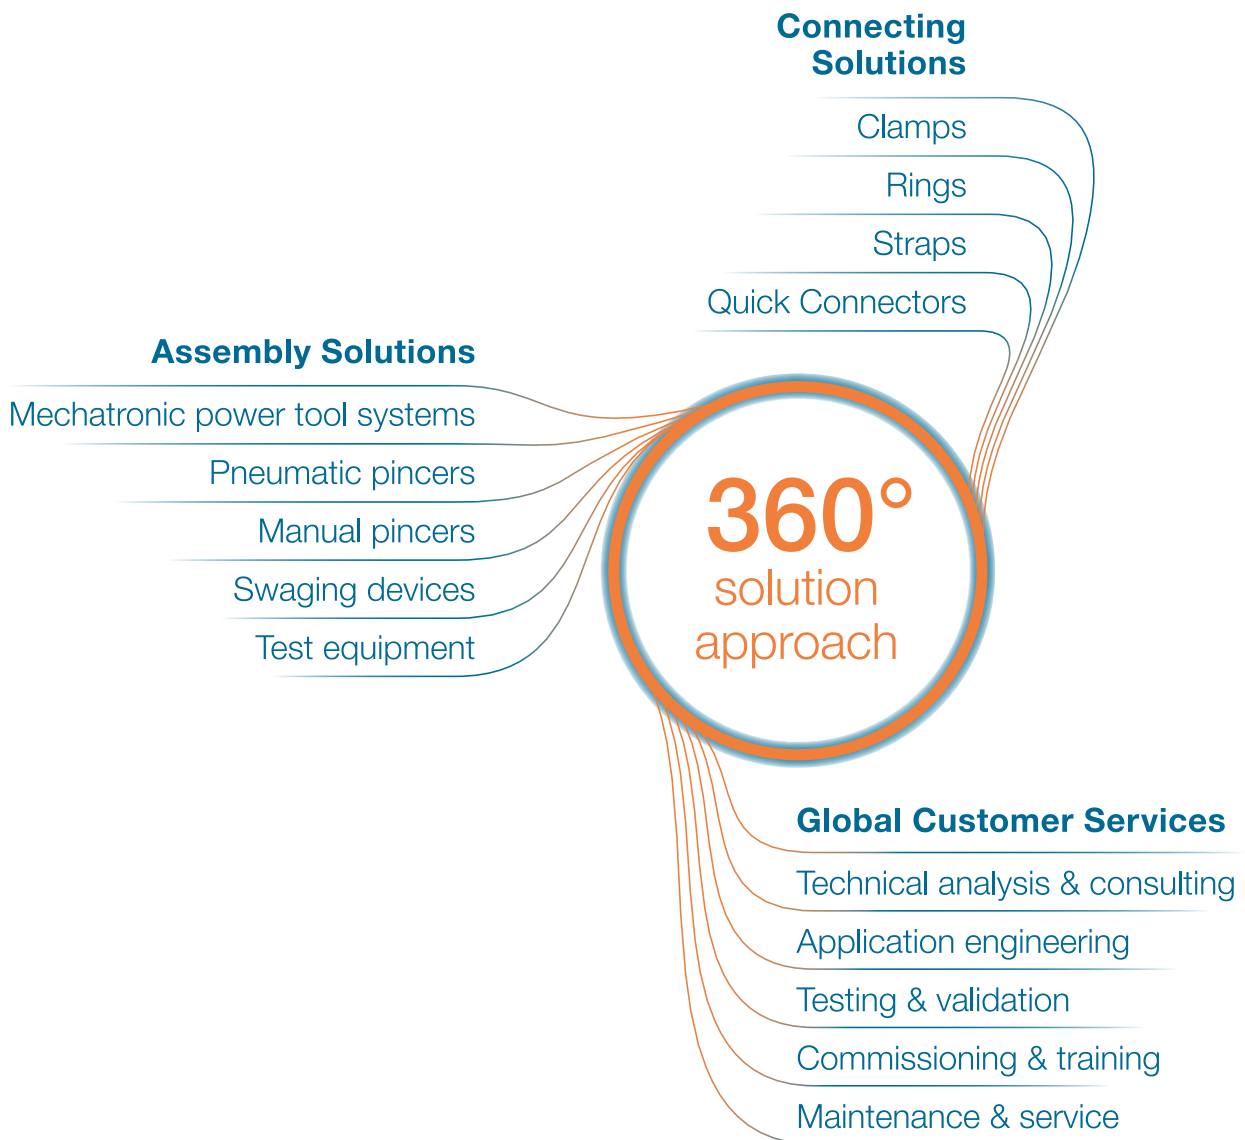 Connecting
Solutions
Clamps
Rings
Straps
Quick Connectors
Assembly Solutions
Mechatronic power tool systems
Pneumatic pincers
Manual pincers
Swaging devices
Test equipment
360°
solution
approach
Global Customer Services
Technical analysis & consulting
Application engineering
Testing & validation
Commissioning & training
Maintenance & service